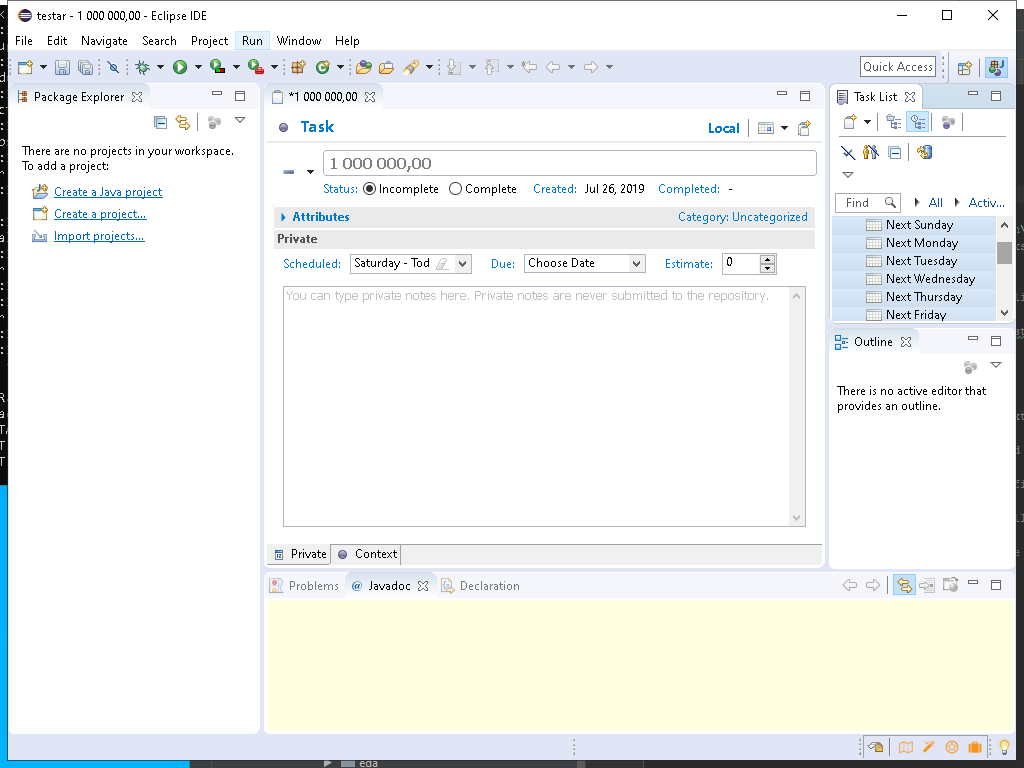 testar - 1 000 000,00 - Eclipse IDE
File Edit Navigate Search Project Run Window Help
Quick Access
Package Explorer
There are no projects in your workspace.
To add a project:
Create a Java project
Create a project...
Import projects...
*1 000 000,00
Task
Local
1 000 000,00
Status: Incomplete Complete Created: Jul 26, 2019 Completed: -
Attributes
Category: Uncategorized
Private
Scheduled: Saturday - Tod Due: Choose Date Estimate: 0
You can type private notes here. Private notes are never submitted to the repository.
Private Context
Task List
Find All Activ...
Next Sunday
Next Monday
Next Tuesday
Next Wednesday
Next Thursday
Next Friday
Outline
There is no active editor that
provides an outline.
Problems @ Javadoc Declaration
eda